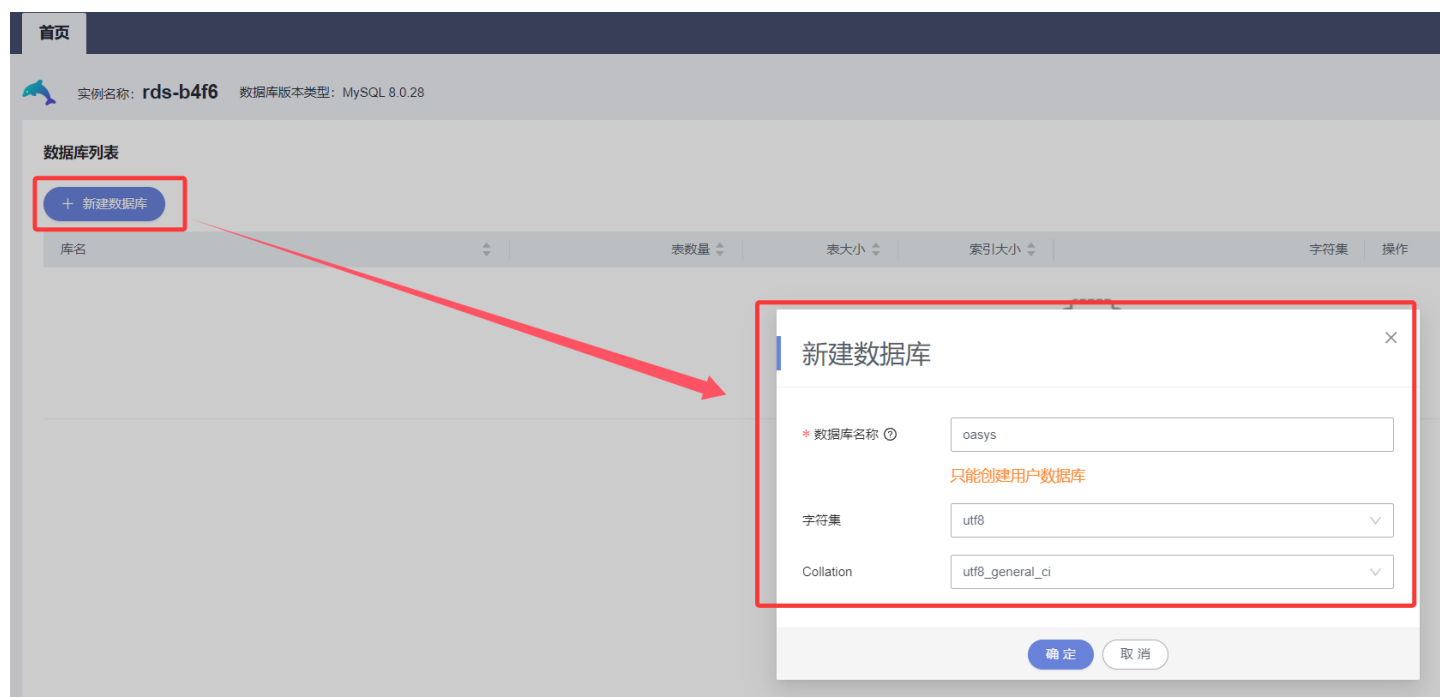 首页
实例名称: rds-b4f6 数据库版本类型: MySQL 8.0.28
数据库列表
+ 新建数据库
库名 表数量 表大小 索引大小 字符集 操作
新建数据库
* 数据库名称 oasys
只能创建用户数据库
字符集 utf8
Collation utf8_general_ci
确定 取消